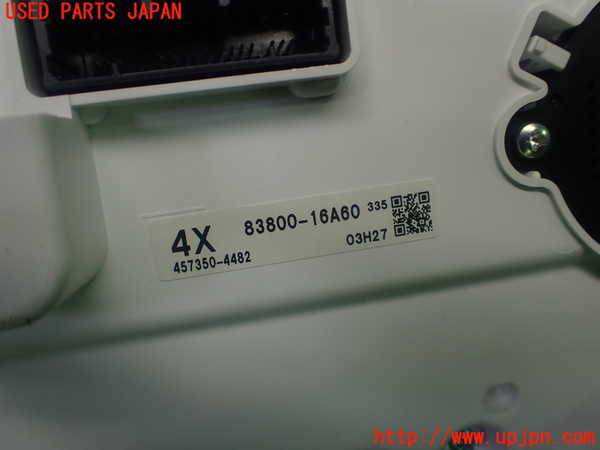 USED PARTS JAPAN
4X 83800-16A60 335
457350-4482 03H27
http://www.upjpn.com/